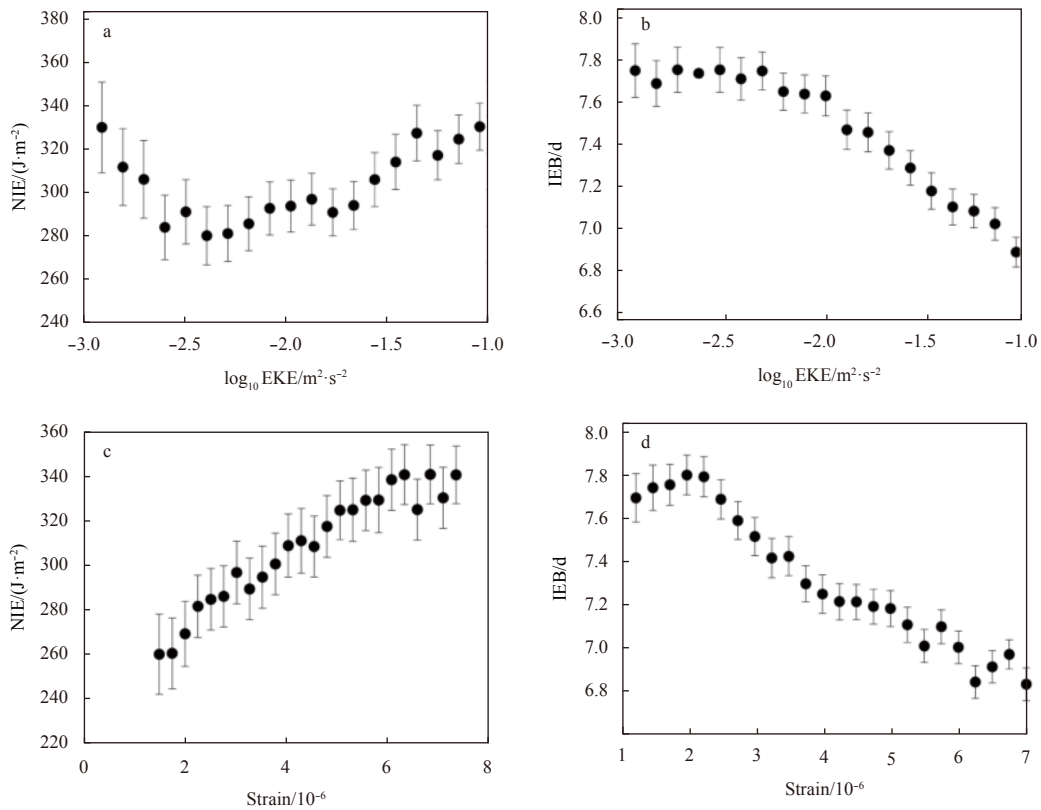 a
380
360
340
320
300
280
260
240
NIE/(J·m⁻²)
-3.0 -2.5 -2.0 -1.5 -1.0
log₁₀ EKE/m²·s⁻²
b
8.0
7.8
7.6
7.4
7.2
7.0
6.8
6.6
IEB/d
-3.0 -2.5 -2.0 -1.5 -1.0
log₁₀ EKE/m²·s⁻²
c
360
340
320
300
280
260
240
220
NIE/(J·m⁻²)
0 2 4 6 8
Strain/10⁻⁶
d
8.0
7.8
7.6
7.4
7.2
7.0
6.8
IEB/d
1 2 3 4 5 6 7
Strain/10⁻⁶